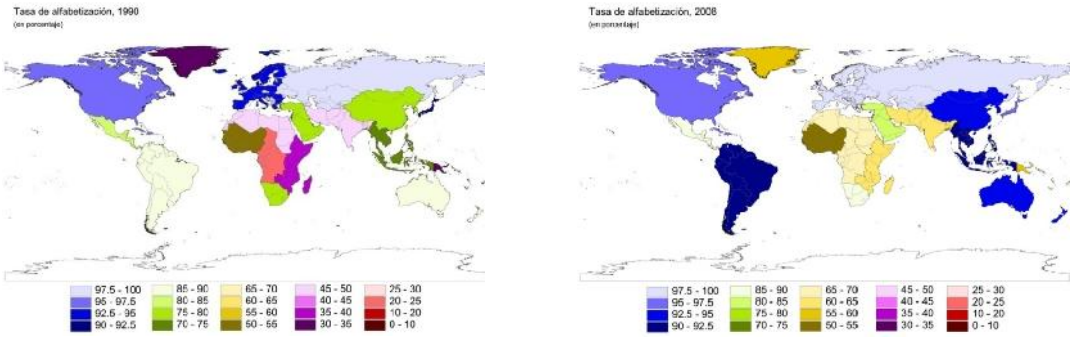 Tasa de alfabetización, 1990
(en porcentaje)
97.5 - 100 85 - 90 65 - 70 45 - 50 25 - 30
95 - 97.5 80 - 85 60 - 65 40 - 45 20 - 25
92.5 - 95 75 - 80 55 - 60 35 - 40 10 - 20
90 - 92.5 70 - 75 50 - 55 30 - 35 0 - 10
Tasa de alfabetización, 2008
(en porcentaje)
97.5 - 100 85 - 90 65 - 70 45 - 50 25 - 30
95 - 97.5 80 - 85 60 - 65 40 - 45 20 - 25
92.5 - 95 75 - 80 55 - 60 35 - 40 10 - 20
90 - 92.5 70 - 75 50 - 55 30 - 35 0 - 10